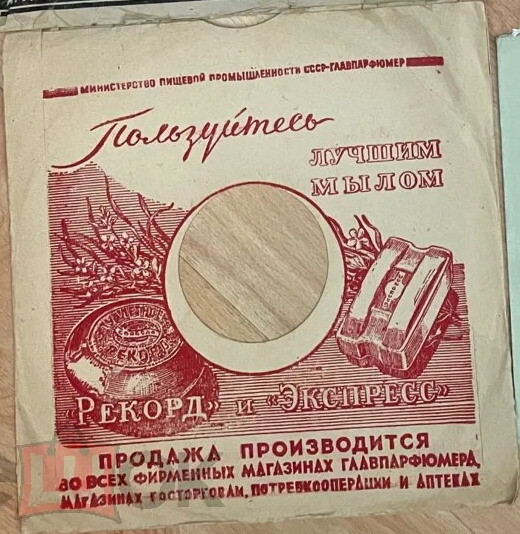 МИНИСТЕРСТВО ПИЩЕВОЙ ПРОМЫШЛЕННОСТИ СССР-ГЛАВПАРФЮМЕР
Пользуйтесь
ЛУЧШИМ
МЫЛОМ
РЕКОРД
„РЕКОРД" и „ЭКСПРЕСС"
ПРОДАЖА ПРОИЗВОДИТСЯ
ВО ВСЕХ ФИРМЕННЫХ МАГАЗИНАХ ГЛАВПАРФЮМЕРА,
МАГАЗИНАХ ГОСТОРГОВЛИ, ПОТРЕБКООПЕРАЦИИ И АПТЕКАХ